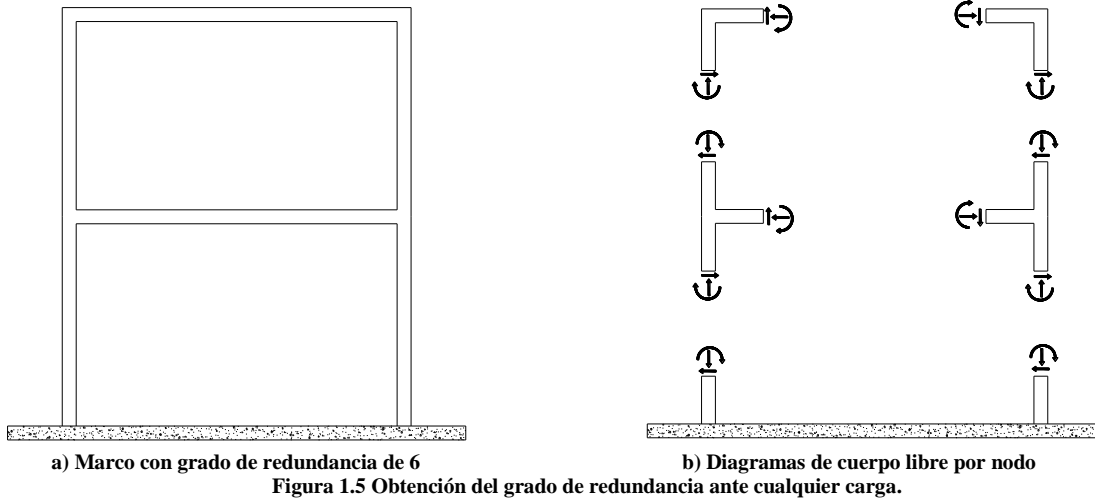 a) Marco con grado de redundancia de 6
b) Diagramas de cuerpo libre por nodo
Figura 1.5 Obtención del grado de redundancia ante cualquier carga.